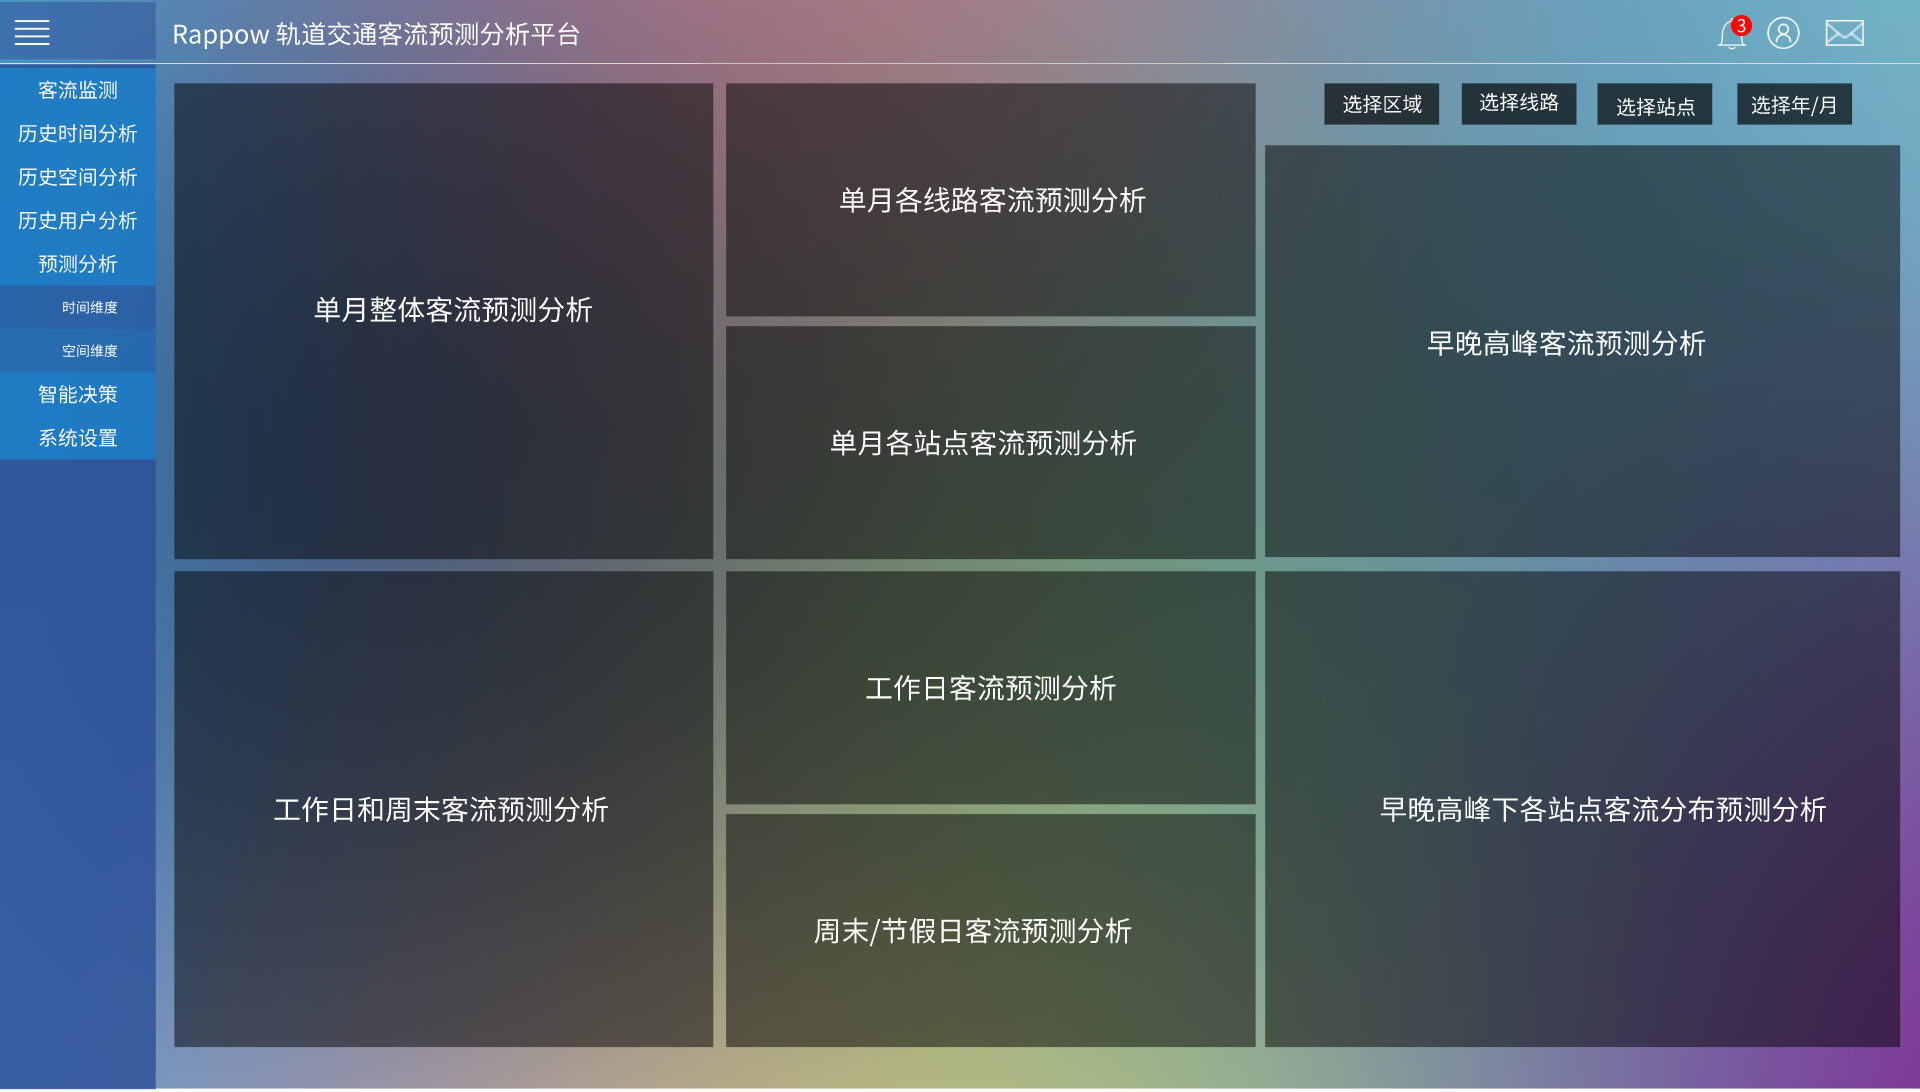 Rappow 轨道交通客流预测分析平台
3
客流监测
历史时间分析
历史空间分析
历史用户分析
预测分析
时间维度
空间维度
智能决策
系统设置
选择区域
选择线路
选择站点
选择年/月
单月整体客流预测分析
单月各线路客流预测分析
单月各站点客流预测分析
早晚高峰客流预测分析
工作日和周末客流预测分析
工作日客流预测分析
周末/节假日客流预测分析
早晚高峰下各站点客流分布预测分析